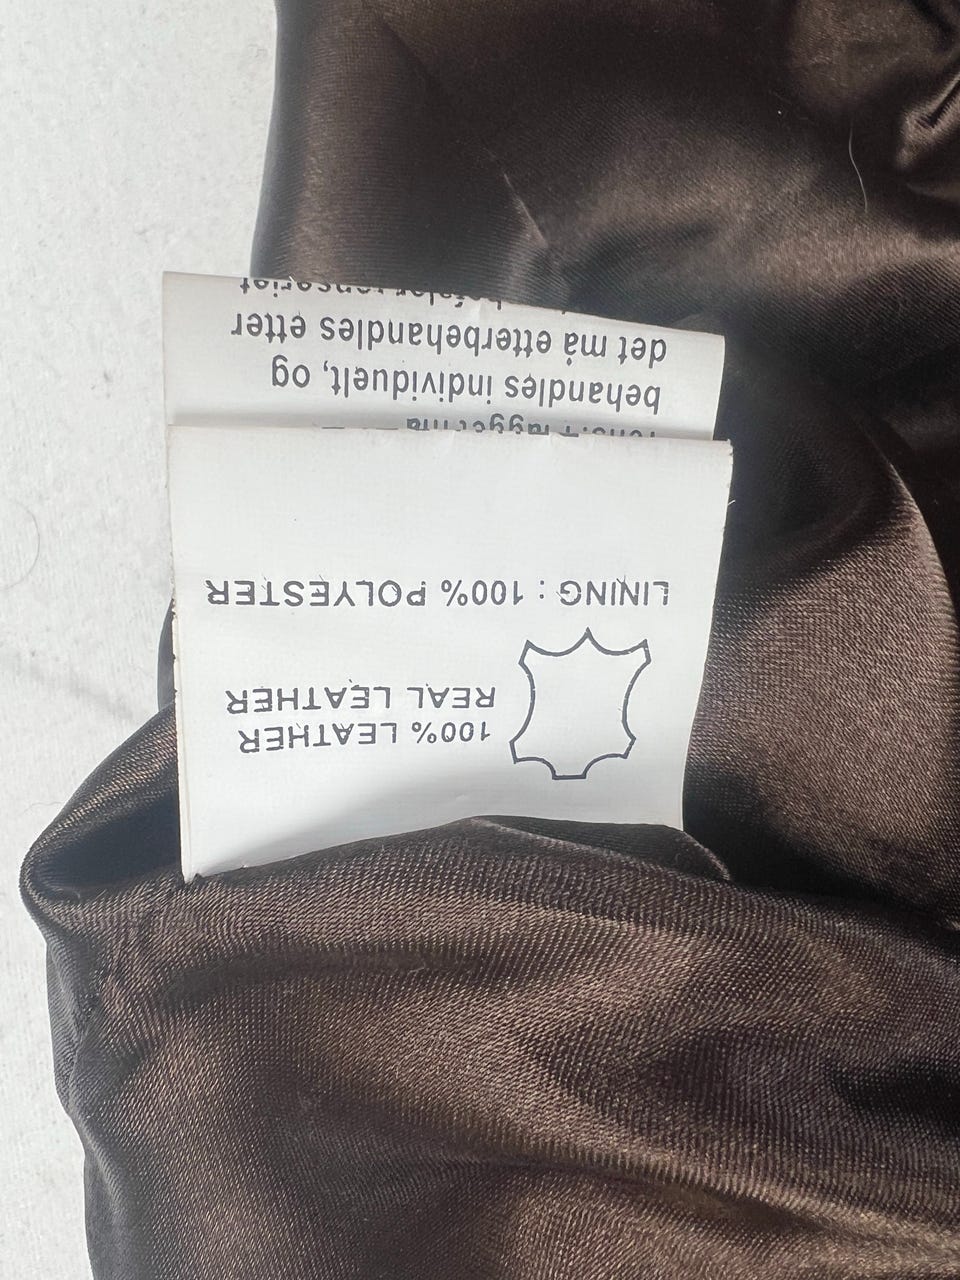 100% LEATHER
REAL LEATHER
LINING : 100% POLYESTER
behandles individuelt, og
det må etterbehandles etter